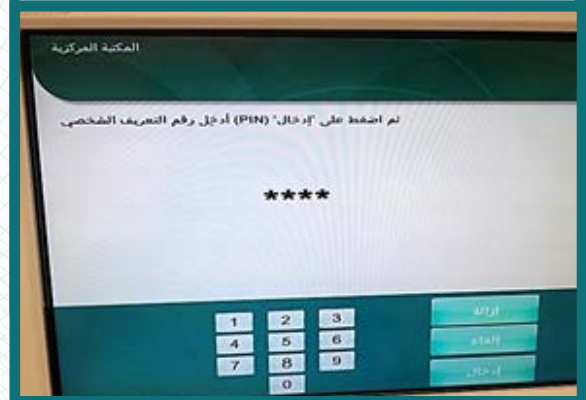 المكتبة المركزية
ثم اضغط على "إدخال" (PIN) أدخل رقم التعريف الشخصي
****
1 2 3
4 5 6
7 8 9
0
إزالة
إلغاء
إدخال